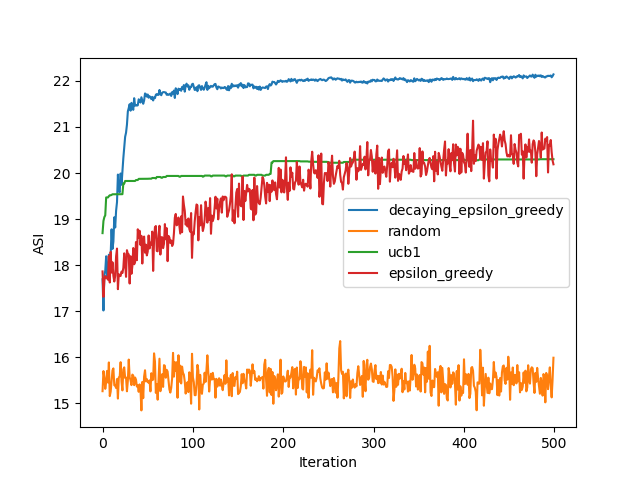 22
21
20
19
18
17
16
15
ASI
decaying_epsilon_greedy
random
ucb1
epsilon_greedy
0 100 200 300 400 500
Iteration